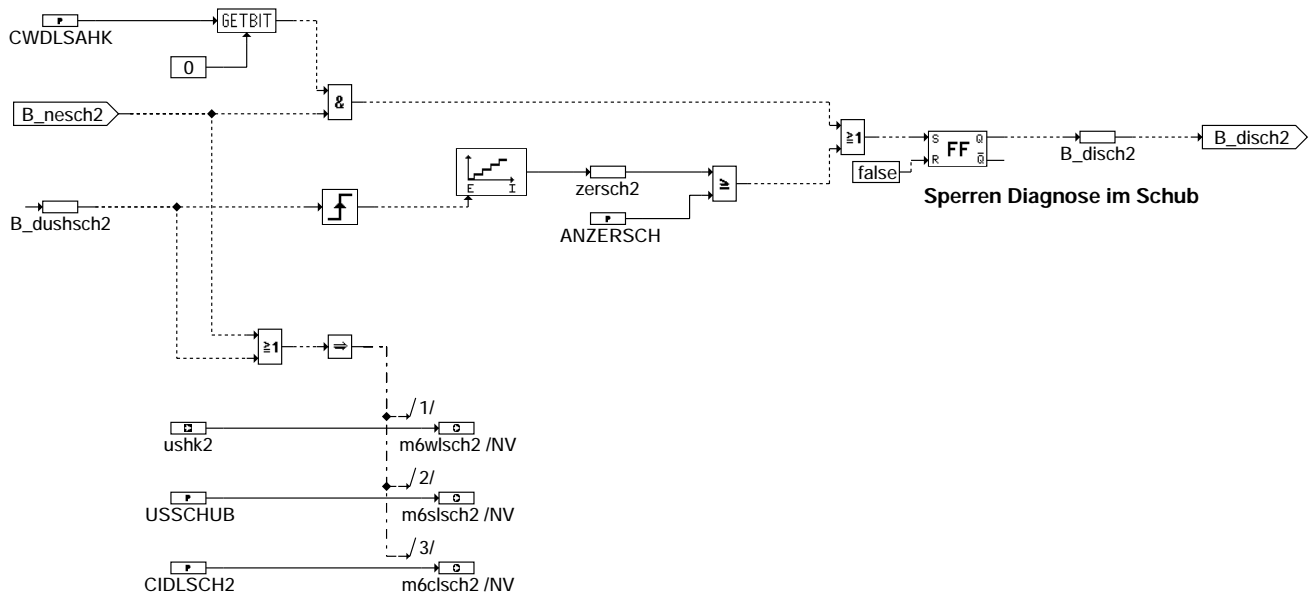 P
GETBIT
CWDLSAHK
0
B_nesch2
&
≧1
S Q
FF
R Q̅
B_disch2
B_disch2
false
Sperren Diagnose im Schub
E I
zersch2
≥
B_dushsch2
P
ANZERSCH
≧1
⇒
/1/
ushk2
m6wlsch2 /NV
/2/
P
USSCHUB
m6slsch2 /NV
/3/
P
CIDLSCH2
m6clsch2 /NV